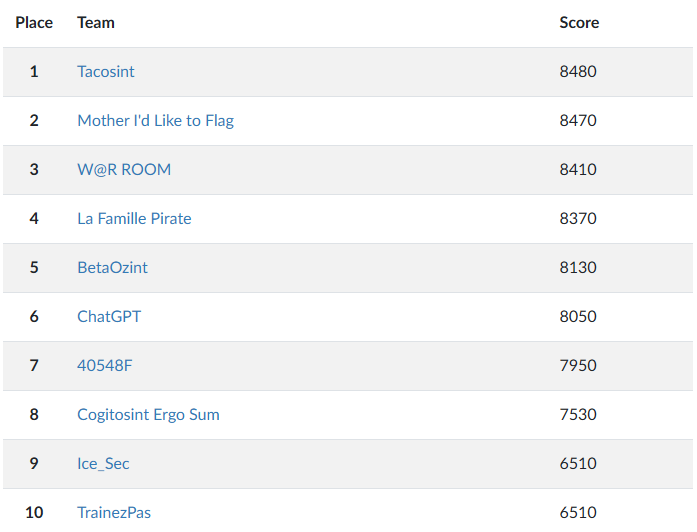 Place Team Score
1 Tacosint 8480
2 Mother I'd Like to Flag 8470
3 W@R ROOM 8410
4 La Famille Pirate 8370
5 BetaOzint 8130
6 ChatGPT 8050
7 40548F 7950
8 Cogitosint Ergo Sum 7530
9 Ice_Sec 6510
10 TrainezPas 6510